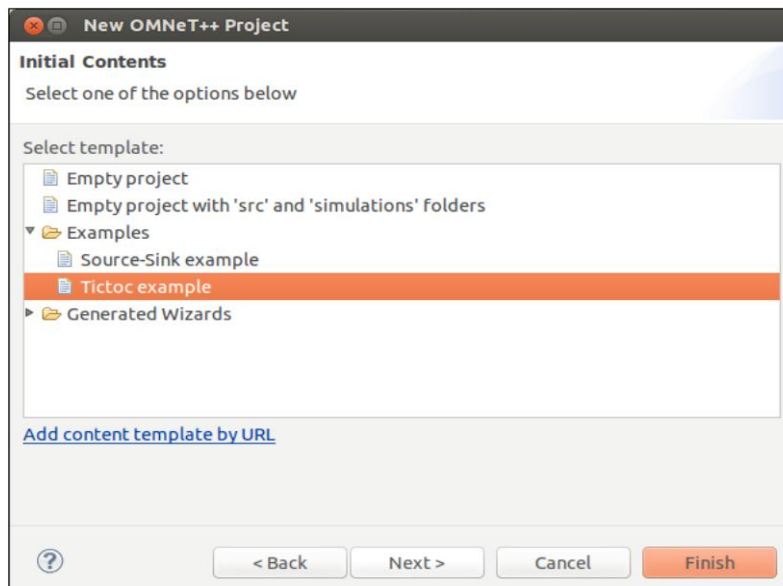 New OMNeT++ Project
Initial Contents
Select one of the options below
Select template:
Empty project
Empty project with 'src' and 'simulations' folders
Examples
Source-Sink example
Tictoc example
Generated Wizards
Add content template by URL
?
< Back Next > Cancel Finish